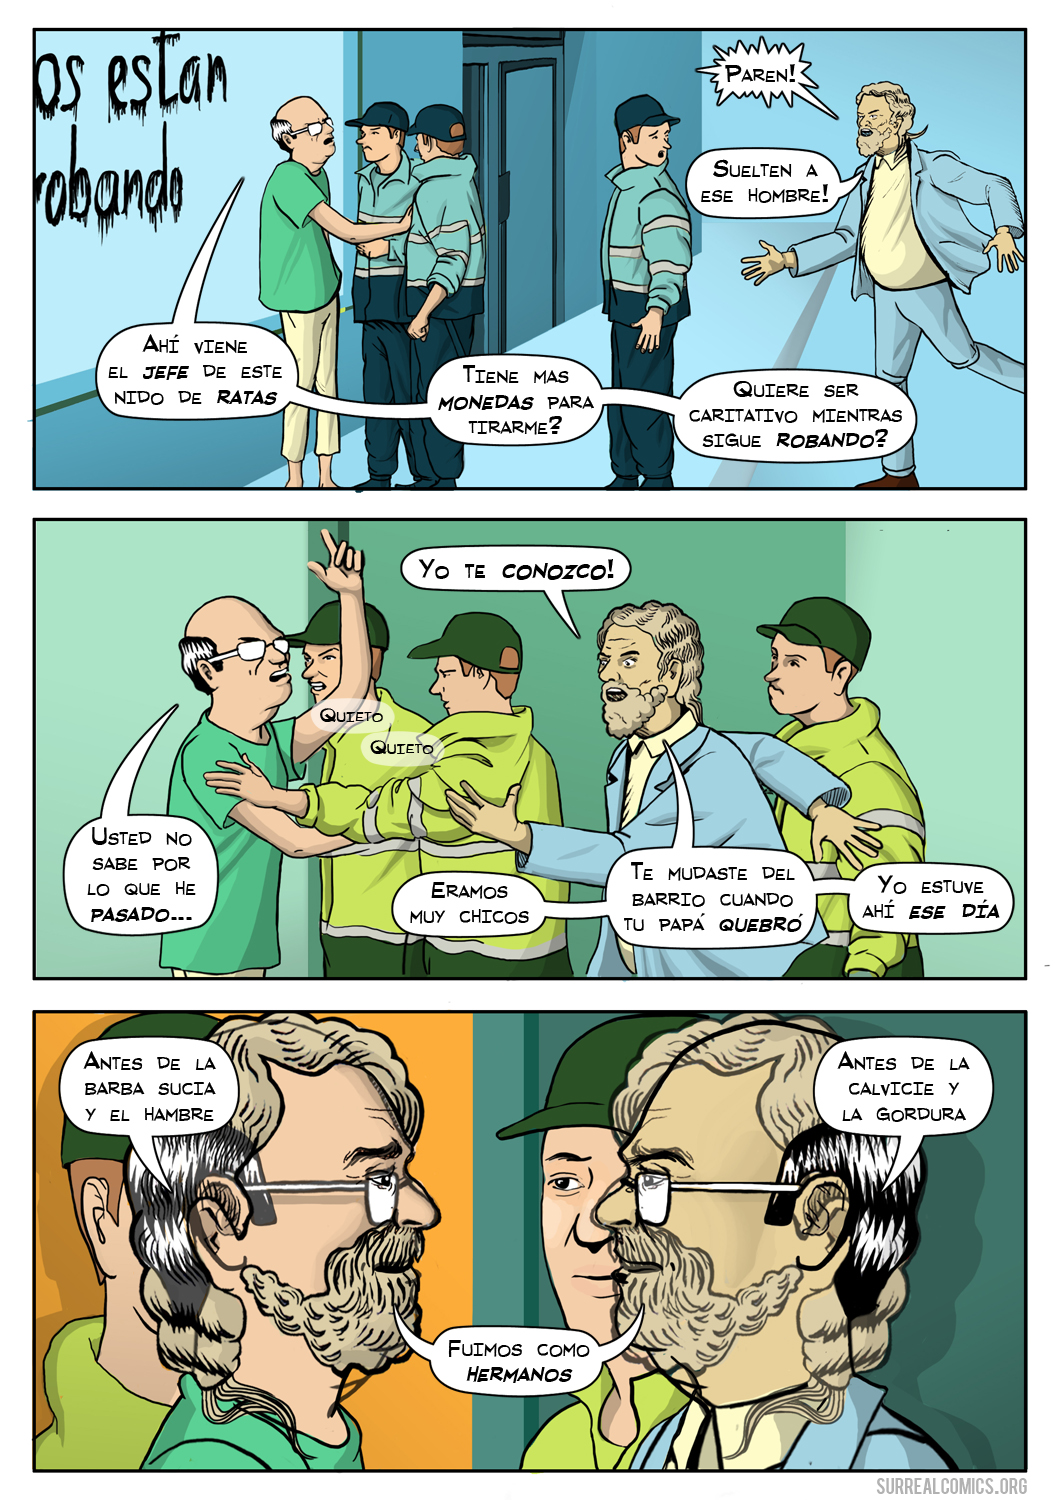 os estan
robando
Paren!
Suelten a
ese hombre!
Ahí viene
el jefe de este
nido de ratas
Tiene mas
monedas para
tirarme?
Quiere ser
caritativo mientras
sigue robando?
Yo te conozco!
Quieto
Quieto
Usted no
sabe por
lo que he
pasado...
Eramos
muy chicos
Te mudaste del
barrio cuando
tu papá quebró
Yo estuve
ahí ese día
Antes de la
barba sucia
y el hambre
Antes de la
calvicie y
la gordura
Fuimos como
hermanos
SURREALCOMICS.ORG